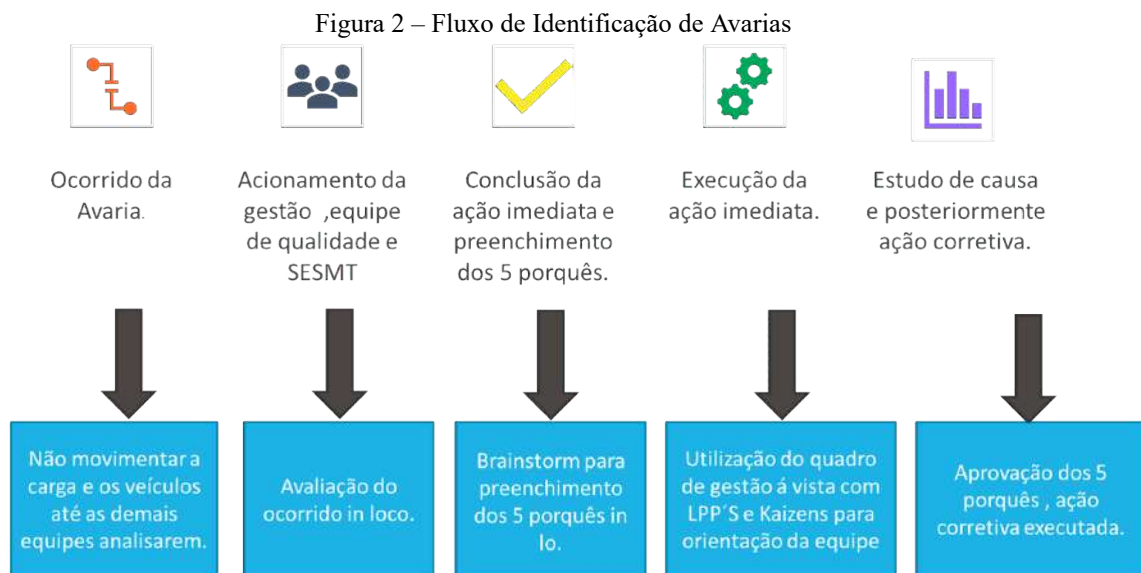 Figura 2 – Fluxo de Identificação de Avarias
Ocorrido da
Avaria.
Acionamento da
gestão ,equipe
de qualidade e
SESMT
Conclusão da
ação imediata e
preenchimento
dos 5 porquês.
Execução da
ação imediata.
Estudo de causa
e posteriormente
ação corretiva.
Não movimentar a
carga e os veículos
até as demais
equipes analisarem.
Avaliação do
ocorrido in loco.
Brainstorm para
preenchimento
dos 5 porquês in
lo.
Utilização do quadro
de gestão á vista com
LPP´S e Kaizens para
orientação da equipe
Aprovação dos 5
porquês , ação
corretiva executada.